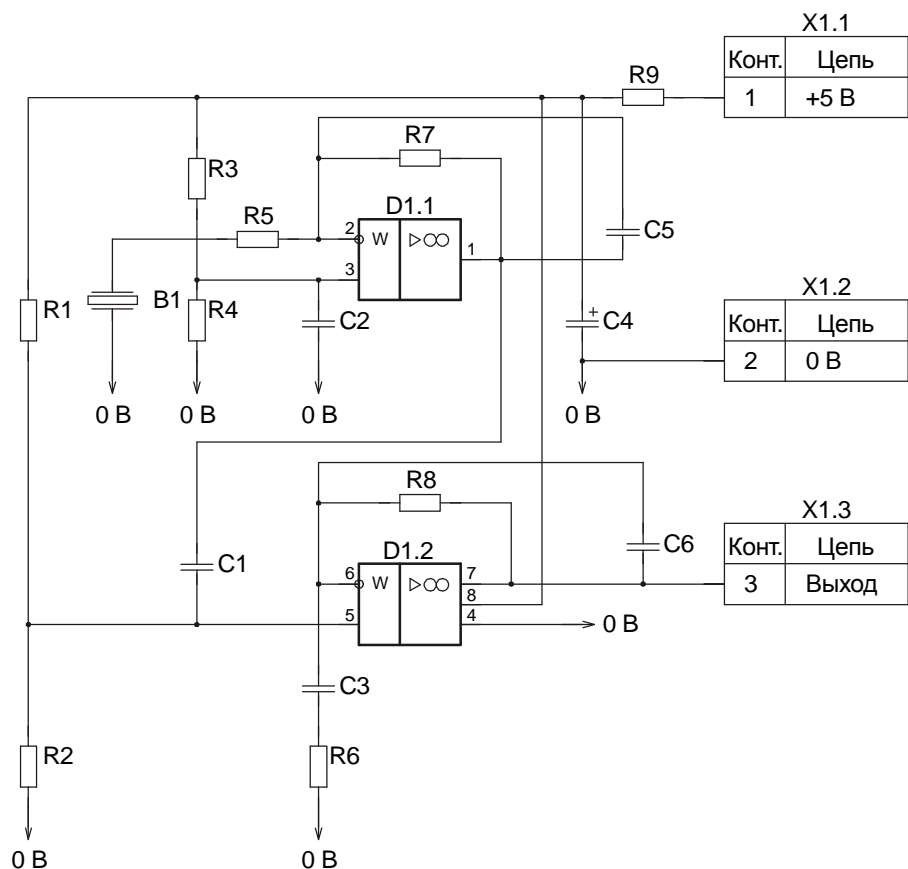 X1.1
Конт. Цепь
1 +5 В
R9
R7
R3
D1.1
R5
2 W ▷∞ 1
3
C5
R1
B1
R4
C2
+
C4
X1.2
Конт. Цепь
2 0 В
0 В 0 В 0 В 0 В
R8
X1.3
Конт. Цепь
3 Выход
C1
D1.2
C6
6 W ▷∞ 7
8
5 4
0 В
C3
R2
R6
0 В 0 В